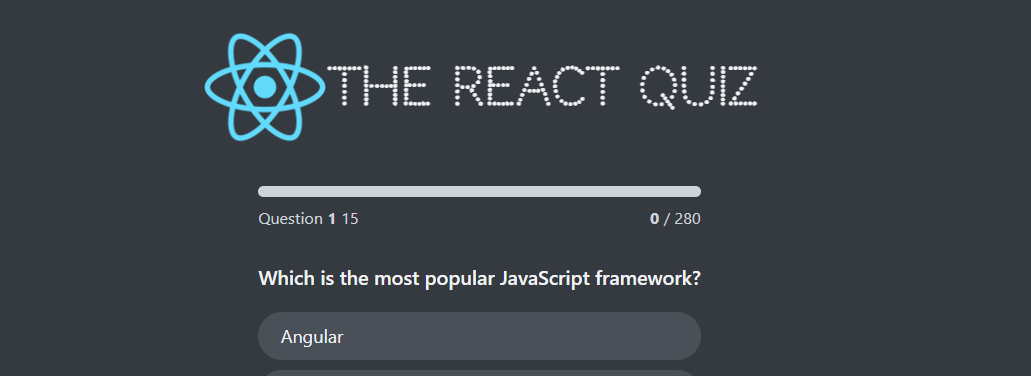 THE REACT QUIZ
Question 1 15
0 / 280
Which is the most popular JavaScript framework?
Angular